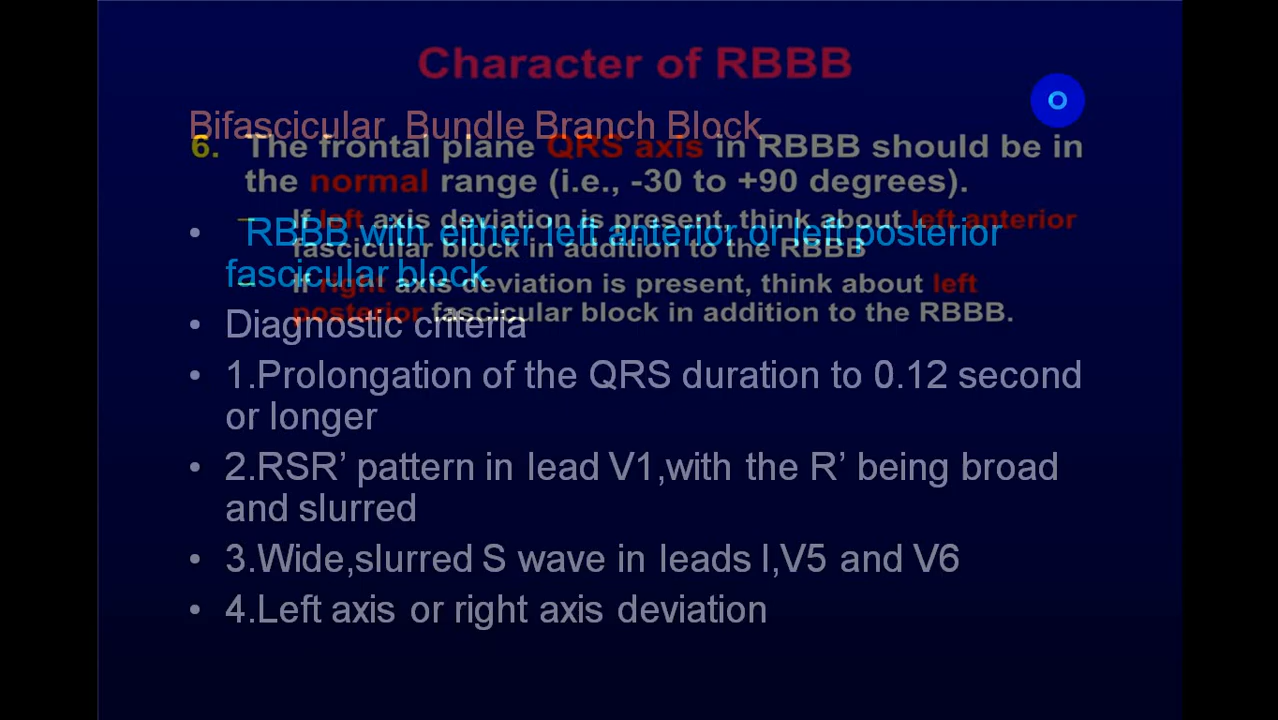 Character of RBBB
Bifascicular Bundle Branch Block
6. The frontal plane QRS axis in RBBB should be in
the normal range (i.e., -30 to +90 degrees).
– If left axis deviation is present, think about left anterior
fascicular block in addition to the RBBB
– If right axis deviation is present, think about left
posterior fascicular block in addition to the RBBB.
• RBBB with either left anterior or left posterior
fascicular block
• Diagnostic criteria
• 1.Prolongation of the QRS duration to 0.12 second
or longer
• 2.RSR’ pattern in lead V1,with the R’ being broad
and slurred
• 3.Wide,slurred S wave in leads I,V5 and V6
• 4.Left axis or right axis deviation